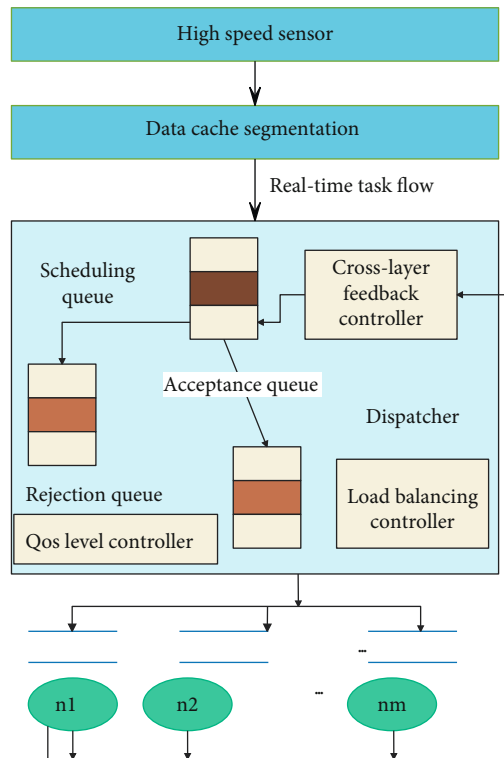 High speed sensor
Data cache segmentation
Real-time task flow
Scheduling
queue
Cross-layer
feedback
controller
Acceptance queue
Dispatcher
Rejection queue
Load balancing
controller
Qos level controller
...
n1
n2
...
nm